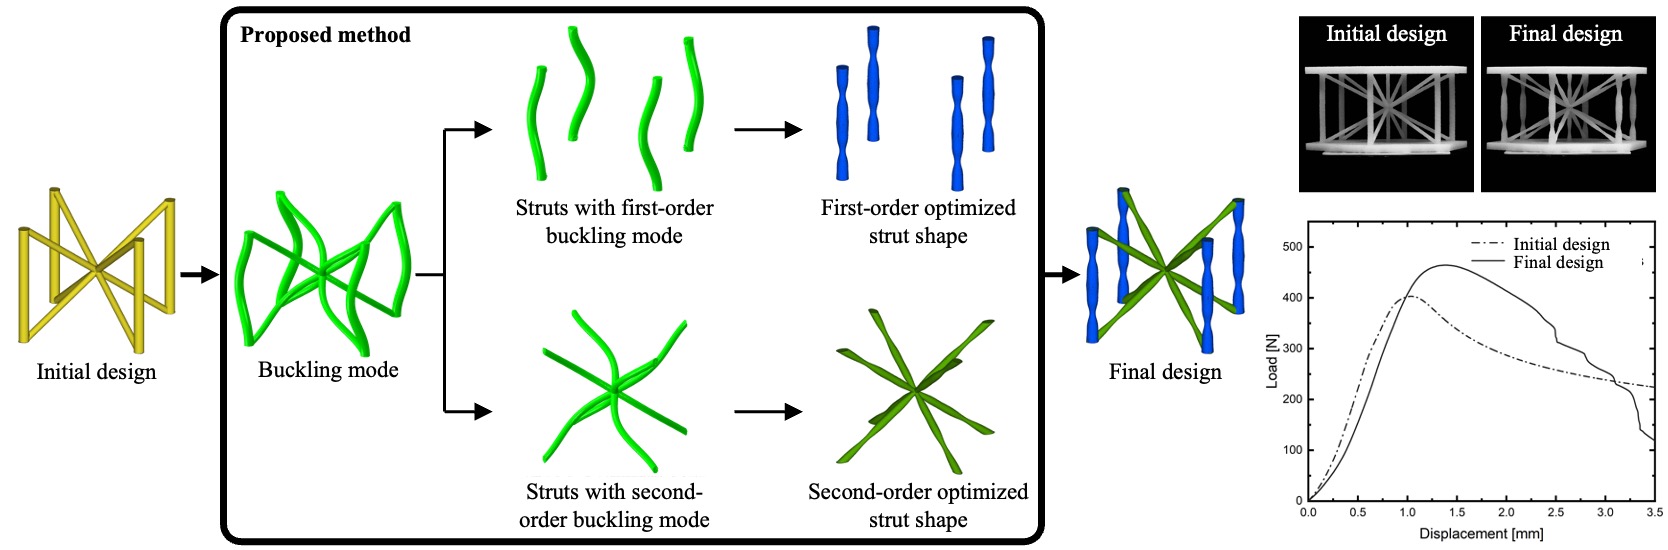 Proposed method
Initial design
Buckling mode
Struts with first-order
buckling mode
First-order optimized
strut shape
Struts with second-
order buckling mode
Second-order optimized
strut shape
Final design
Initial design
Final design
Initial design
Final design
500
400
300
200
100
0
Load [N]
0.0 0.5 1.0 1.5 2.0 2.5 3.0 3.5
Displacement [mm]